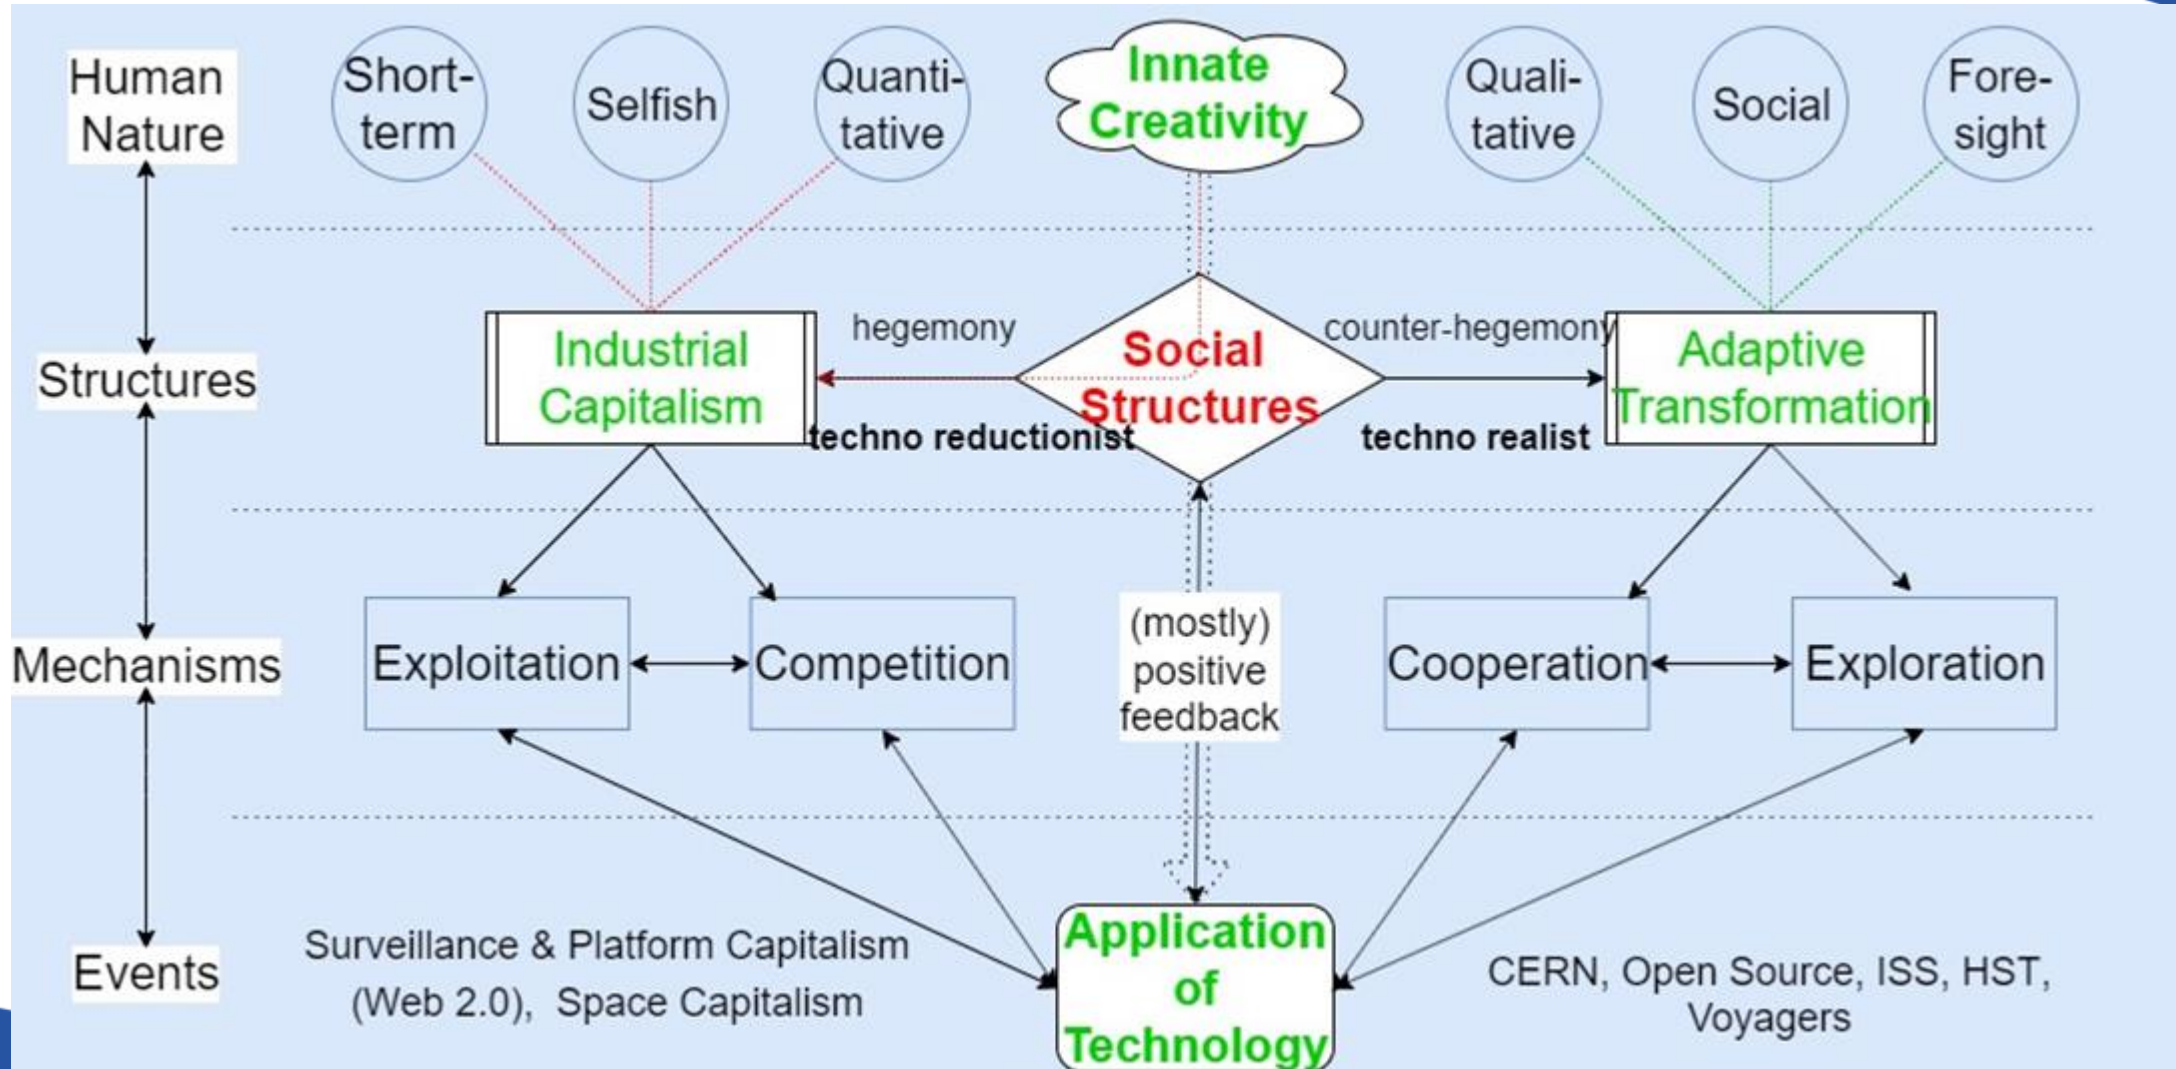 Human
Nature
Short-
term
Selfish
Quanti-
tative
Innate
Creativity
Quali-
tative
Social
Fore-
sight
Structures
Industrial
Capitalism
hegemony
techno reductionist
Social
Structures
counter-hegemony
techno realist
Adaptive
Transformation
Mechanisms
Exploitation
Competition
(mostly)
positive
feedback
Cooperation
Exploration
Events
Surveillance & Platform Capitalism
(Web 2.0), Space Capitalism
Application
of
Technology
CERN, Open Source, ISS, HST,
Voyagers